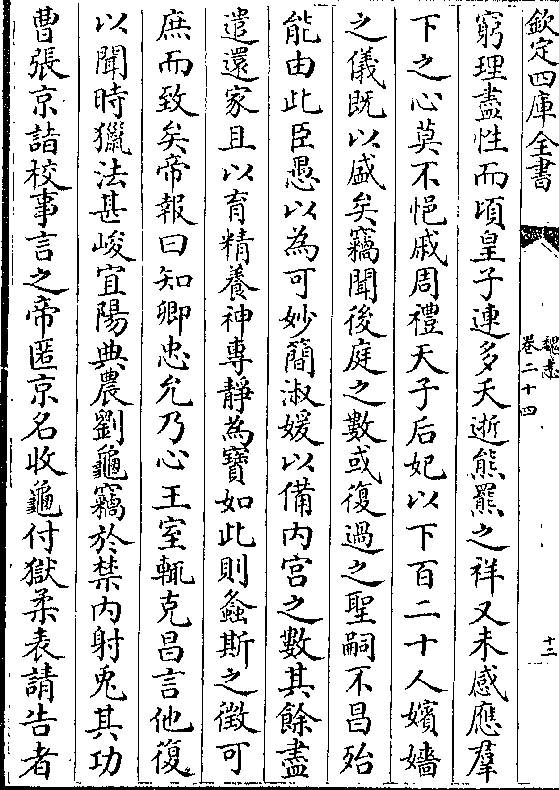 欽定四庫全書
魏志
卷二十四
十三
窮理盡性而頃皇子連多夭逝熊羆之祥又未感應羣
下之心莫不悒戚周禮天子后妃以下百二十人嬪嬙
之儀既以盛矣竊聞後庭之數或復過之聖嗣不昌殆
能由此臣愚以為可妙簡淑媛以備内宫之數其餘盡
遣還家且以育精養神專靜為寶如此則螽斯之徵可
庶而致矣帝報曰知卿忠允乃心王室輒克昌言他復
以聞時獵法甚峻宜陽典農劉龜竊於禁内射兎其功
曹張京詣校事言之帝匿京名收龜付獄柔表請告者